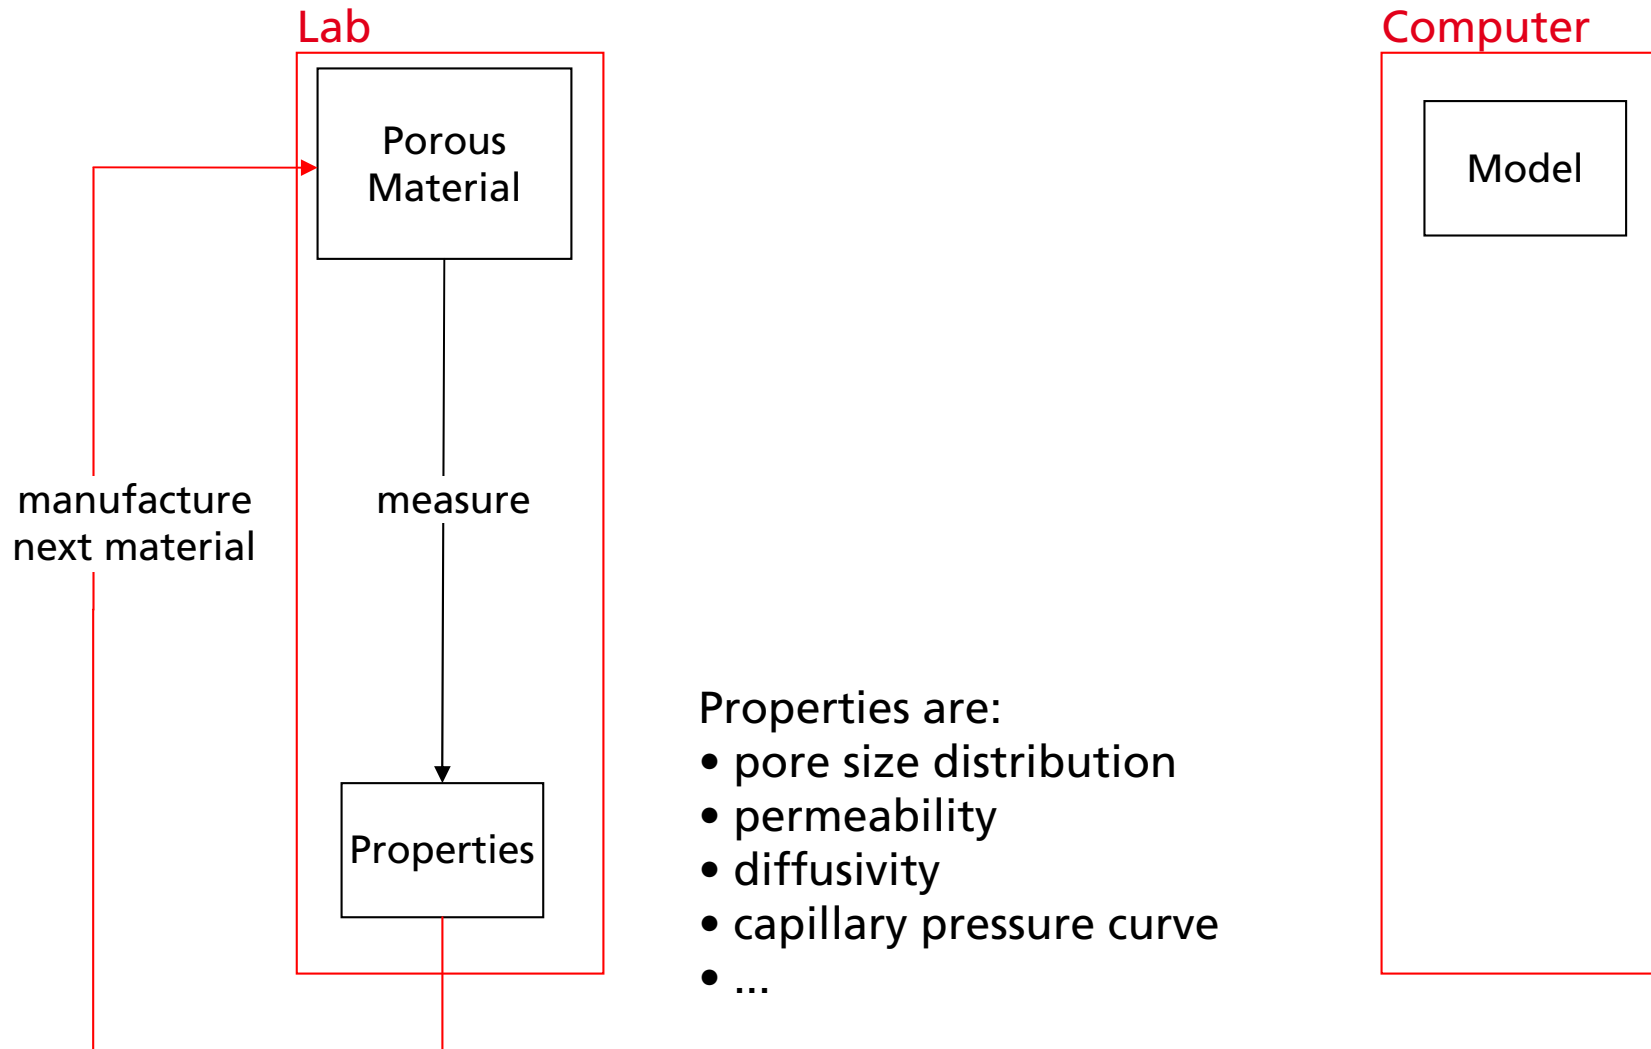 Lab
Computer
Porous
Material
Model
manufacture
next material
measure
Properties are:
• pore size distribution
• permeability
• diffusivity
• capillary pressure curve
• ...
Properties